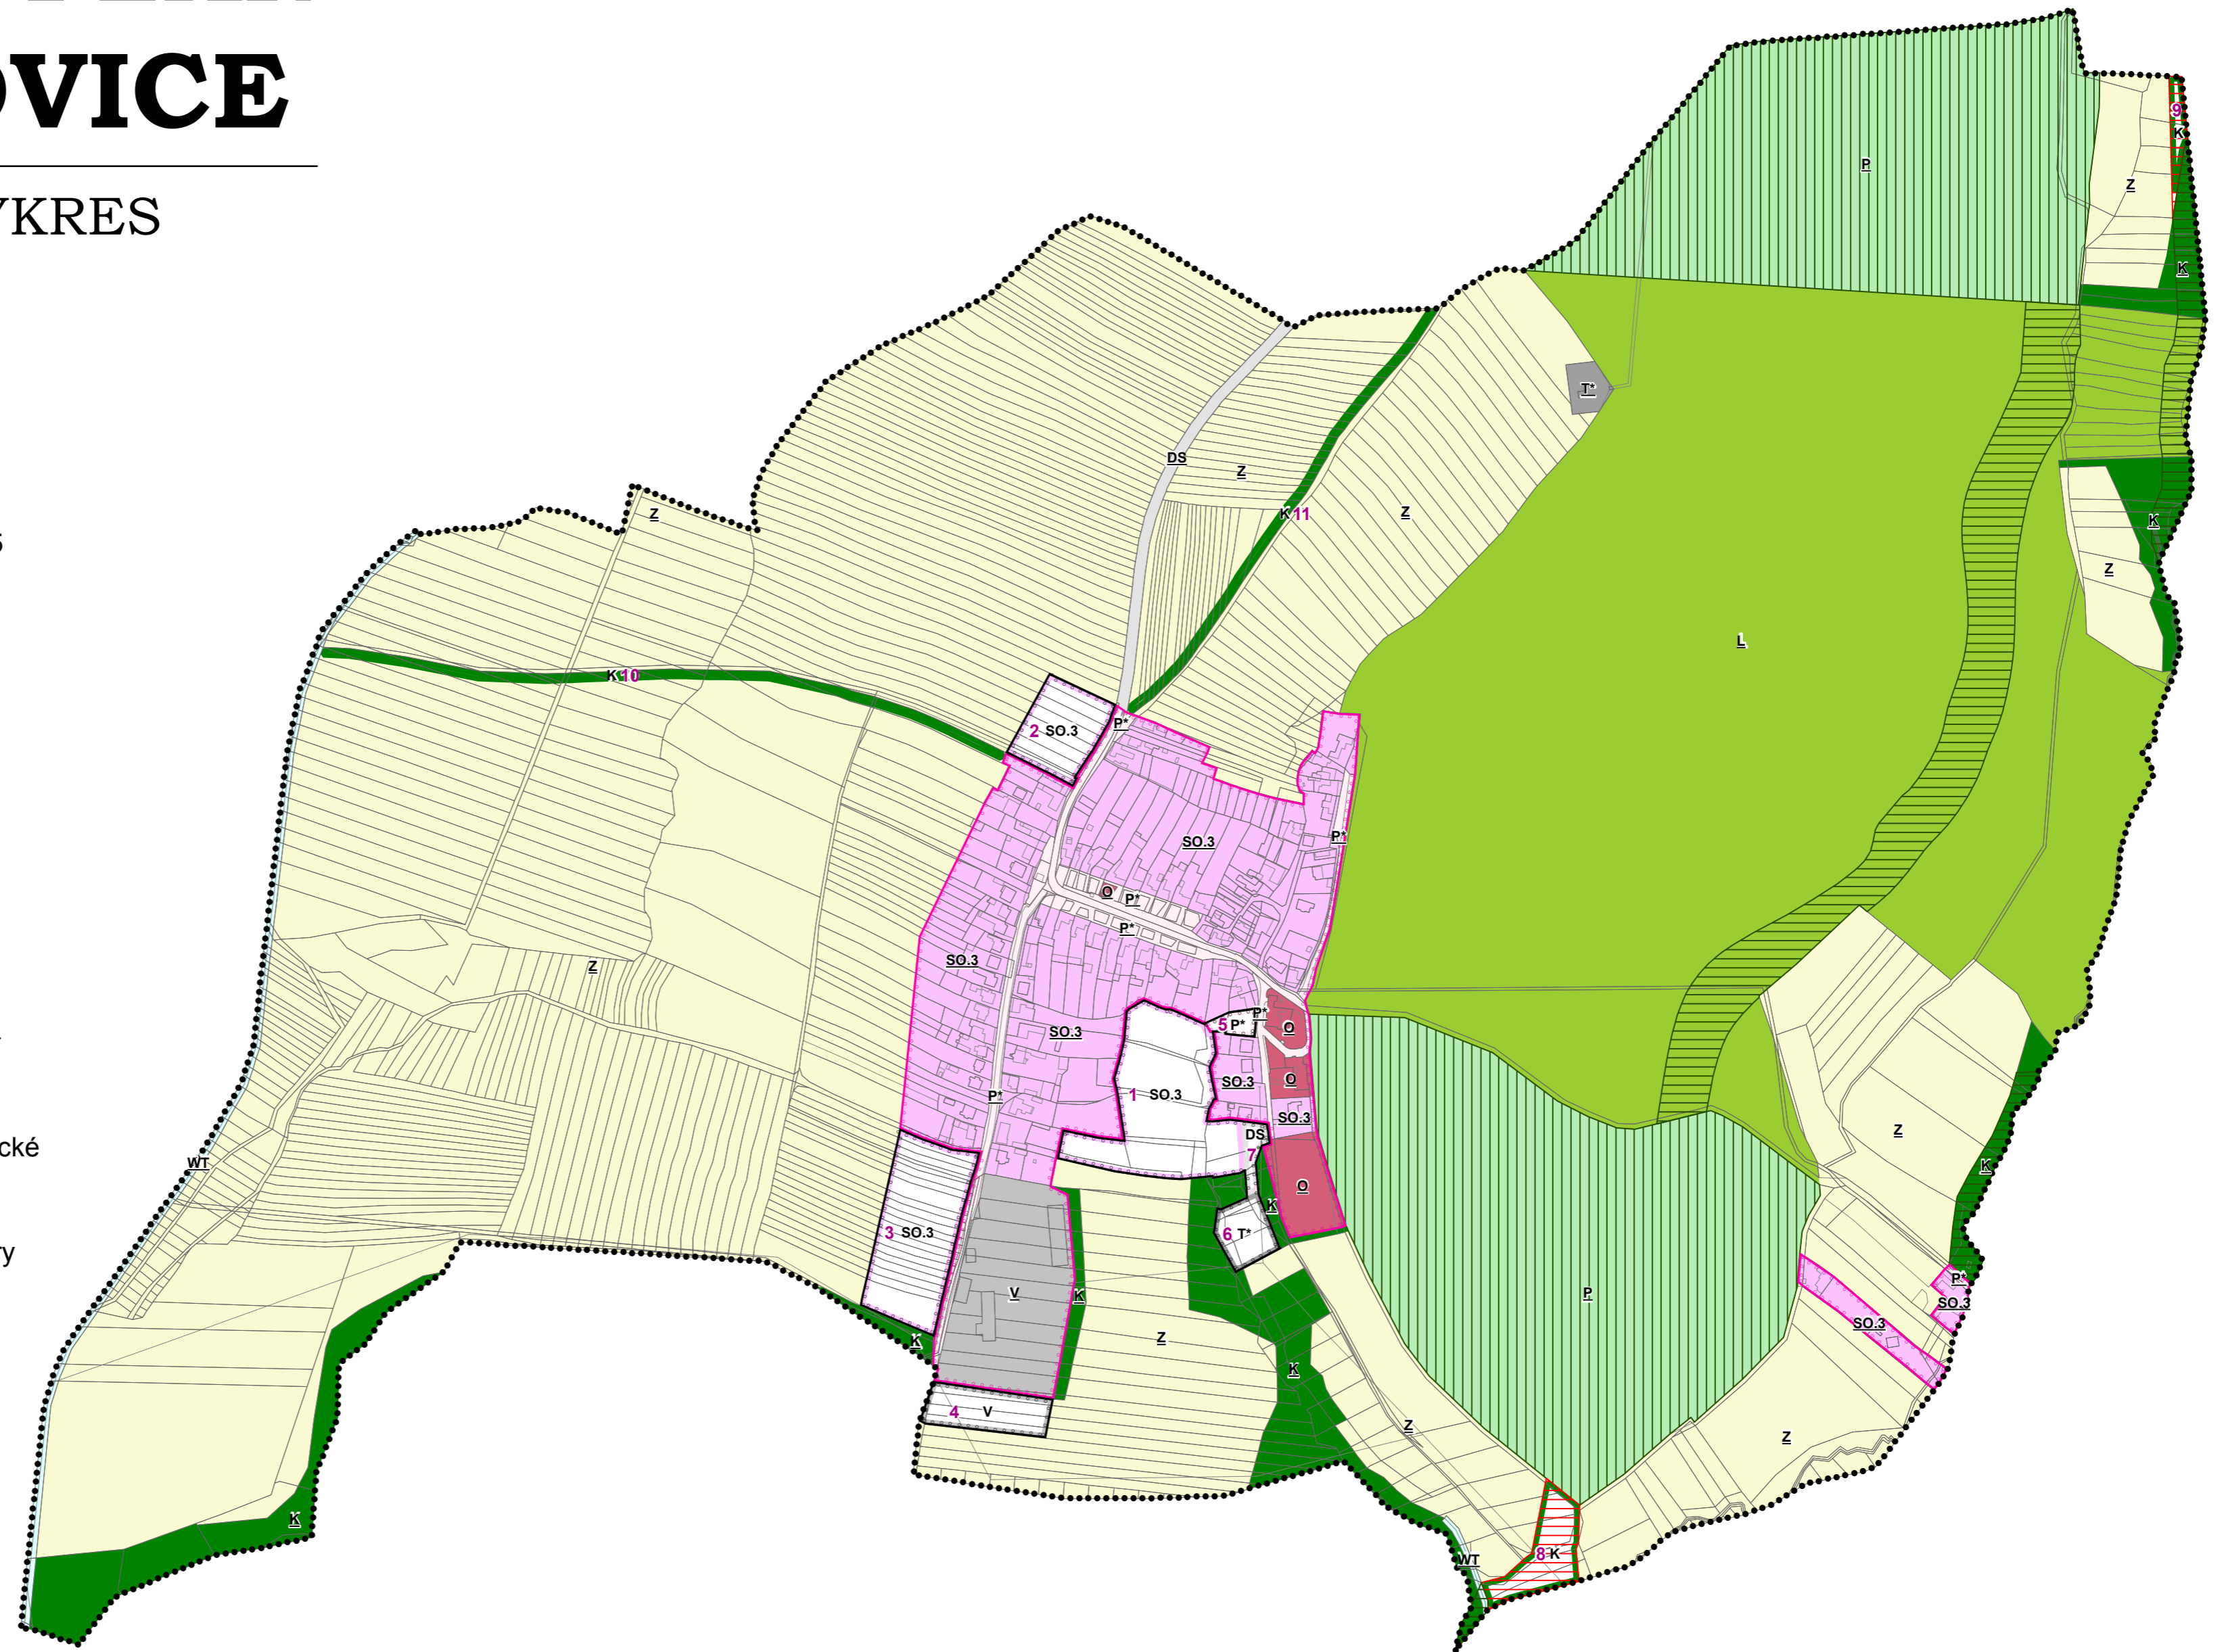 OVICE
YKRES
P
9
K
Z
K
T*
DS
Z
K 11
Z
Z
K
Z
L
K 10
2 SO.3
P*
SO.3
P*
O
P*
P*
SO.3
Z
SO.3
5 P*
P*
O
SO.3
O
1 SO.3
P*
SO.3
DS
7
Z
cké
WT
K
O
K
3 SO.3
6 T*
ry
V
K
P
P*
SO.3
SO.3
K
Z
K
4 V
Z
Z
K
8 K
WT